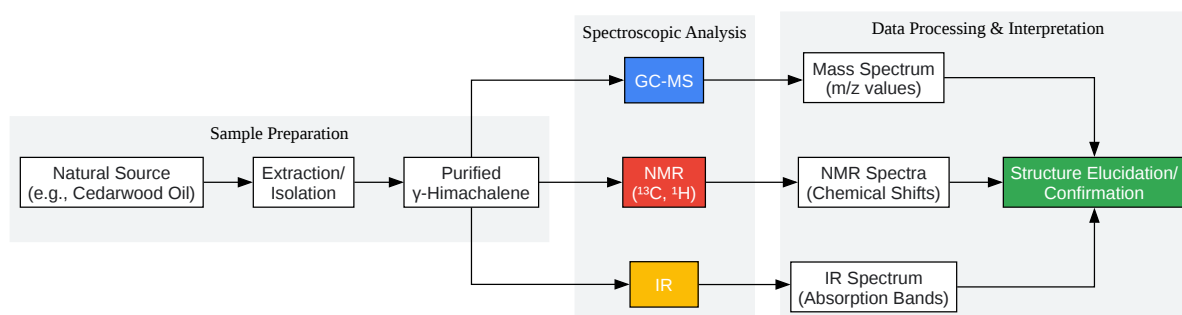 Sample Preparation
Natural Source
(e.g., Cedarwood Oil)
Extraction/
Isolation
Purified
γ-Himachalene
Spectroscopic Analysis
GC-MS
NMR
(¹³C, ¹H)
IR
Data Processing & Interpretation
Mass Spectrum
(m/z values)
NMR Spectra
(Chemical Shifts)
IR Spectrum
(Absorption Bands)
Structure Elucidation/
Confirmation